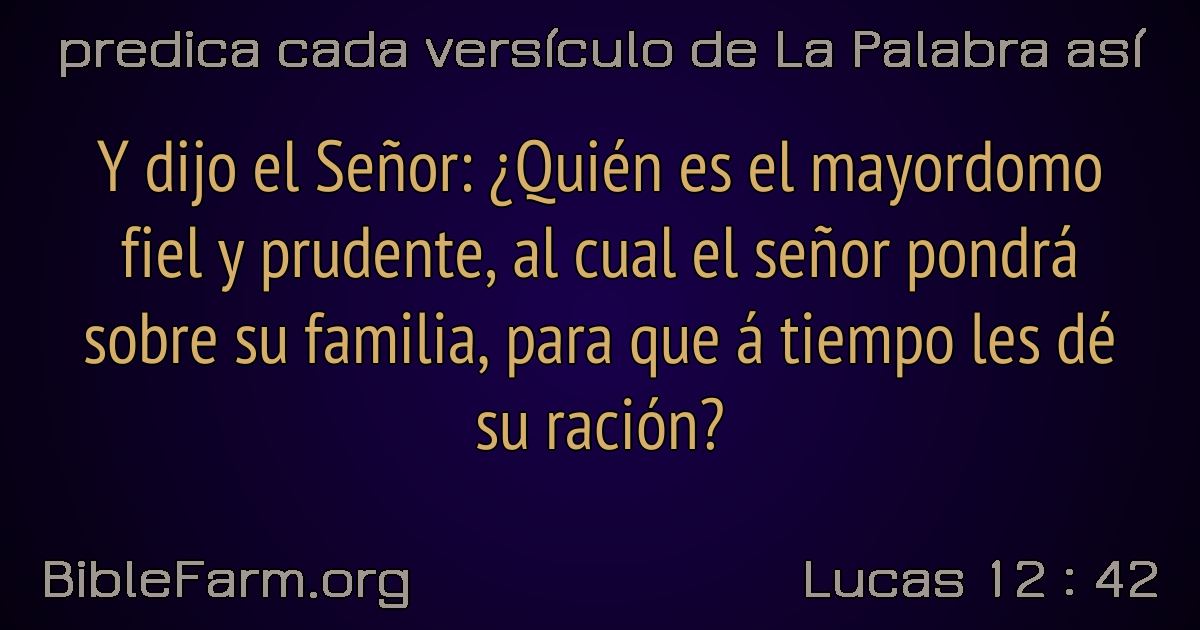 predica cada versículo de La Palabra así
Y dijo el Señor: ¿Quién es el mayordomo
fiel y prudente, al cual el señor pondrá
sobre su familia, para que á tiempo les dé
su ración?
BibleFarm.org
Lucas 12 : 42